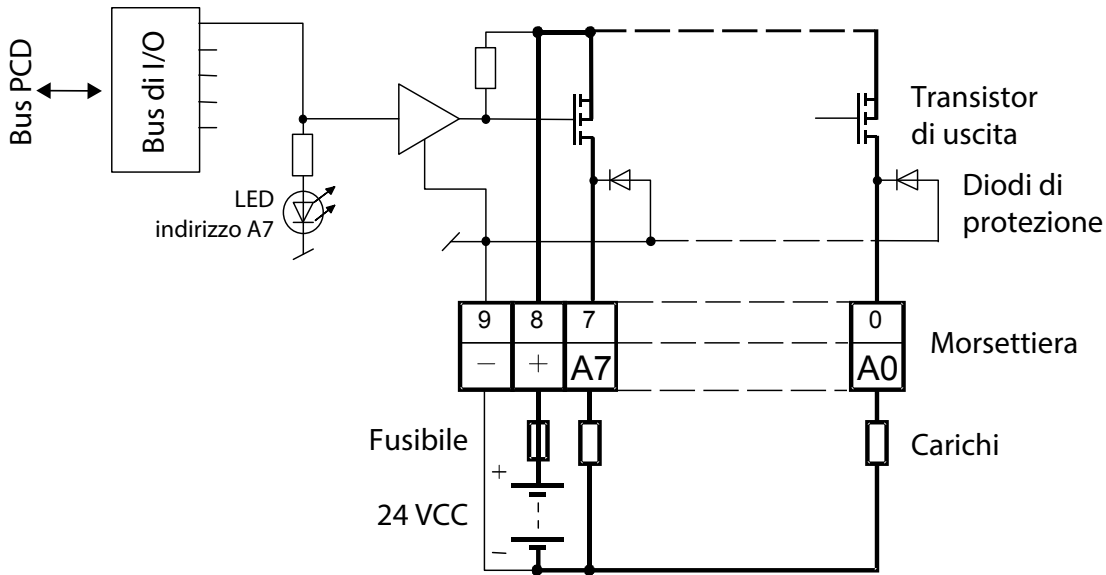 Bus PCD
Bus di I/O
LED
indirizzo A7
Transistor
di uscita
Diodi di
protezione
9 8 7 0
− + A7 A0
Morsettiera
Fusibile
Carichi
+
24 VCC
−